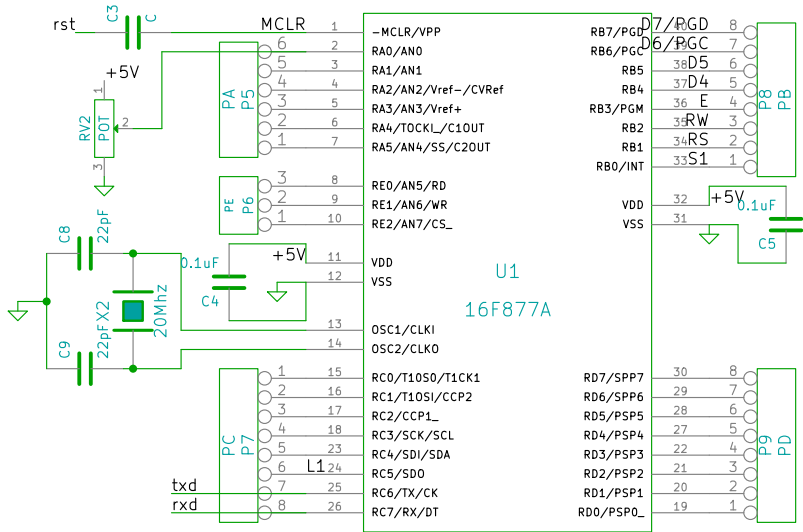 rst C3 C MCLR 1 -MCLR/VPP RB7/PGD 40 D7/PGD 8
6 2 RA0/AN0 RB6/PGC 39 D6/PGC 7
+5V 5 3 RA1/AN1 RB5 38 D5 6
1 PA P5 4 4 RA2/AN2/Vref-/CVRef RB4 37 D4 5 P8 PB
3 5 RA3/AN3/Vref+ RB3/PGM 36 E 4
RV2 POT 2 2 6 RA4/TOCKI_/C1OUT RB2 35 RW 3
1 7 RA5/AN4/SS/C2OUT RB1 34 RS 2
3 RB0/INT 33 S1 1
3 8 RE0/AN5/RD
PE P6 2 9 RE1/AN6/WR VDD 32 +5V 0.1uF
1 10 RE2/AN7/CS_ VSS 31
C8 22pF C5
+5V 11 VDD
0.1uF 12 VSS U1
C4 16F877A
X2 20Mhz
13 OSC1/CLKI
C9 22pF 14 OSC2/CLKO
1 15 RC0/T1OSO/T1CK1 RD7/SPP7 30 8
2 16 RC1/T1OSI/CCP2 RD6/SPP6 29 7
3 17 RC2/CCP1_ RD5/PSP5 28 6
PC P7 4 18 RC3/SCK/SCL RD4/PSP4 27 5 P9 PD
5 23 RC4/SDI/SDA RD3/PSP3 22 4
6 L1 24 RC5/SDO RD2/PSP2 21 3
txd 7 25 RC6/TX/CK RD1/PSP1 20 2
rxd 8 26 RC7/RX/DT RD0/PSP0_ 19 1